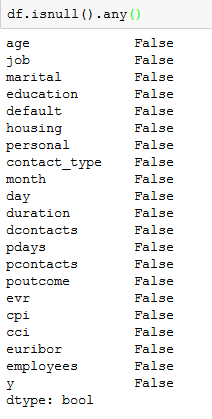 df.isnull().any()
age False
job False
marital False
education False
default False
housing False
personal False
contact_type False
month False
day False
duration False
dcontacts False
pdays False
pcontacts False
poutcome False
evr False
cpi False
cci False
euribor False
employees False
y False
dtype: bool